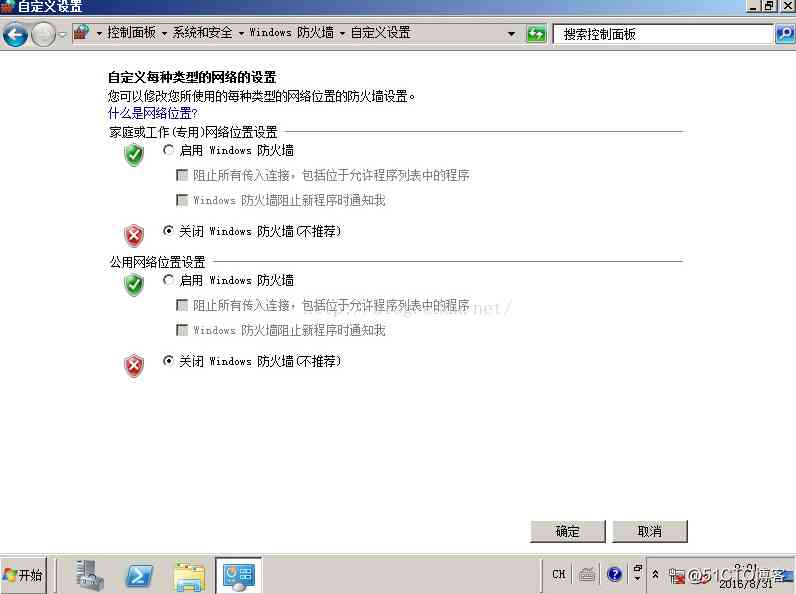 自定义设置
控制面板 系统和安全 Windows 防火墙 自定义设置
搜索控制面板
自定义每种类型的网络的设置
您可以修改您所使用的每种类型的网络位置的防火墙设置。
什么是网络位置?
家庭或工作(专用)网络位置设置
启用 Windows 防火墙
阻止所有传入连接，包括位于允许程序列表中的程序
Windows 防火墙阻止新程序时通知我
关闭 Windows 防火墙(不推荐)
公用网络位置设置
启用 Windows 防火墙
阻止所有传入连接，包括位于允许程序列表中的程序
Windows 防火墙阻止新程序时通知我
关闭 Windows 防火墙(不推荐)
确定 取消
开始
CH
@51CTO博客
2016/8/31